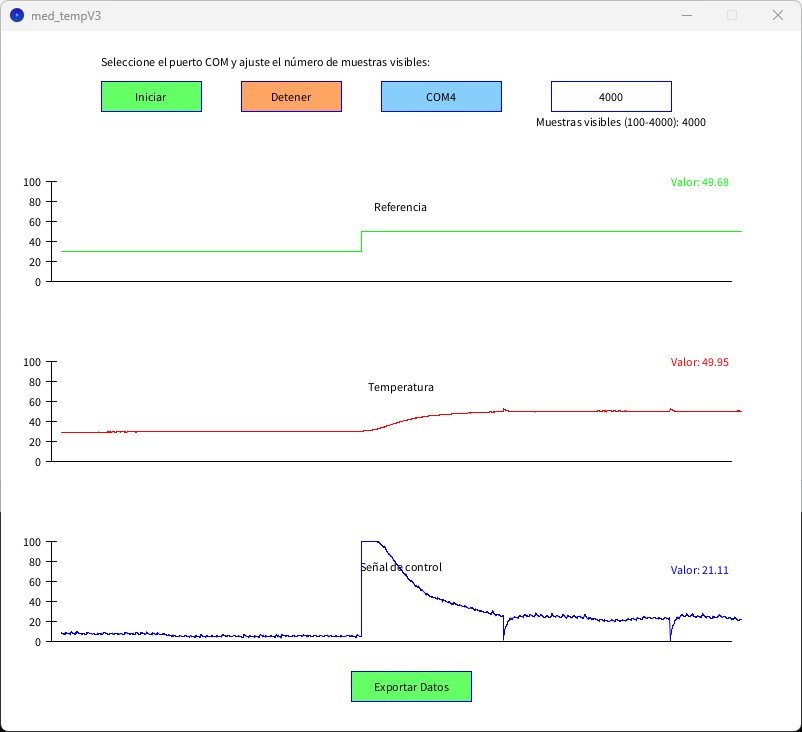 med_tempV3
Seleccione el puerto COM y ajuste el número de muestras visibles:
Iniciar
Detener
COM4
4000
Muestras visibles (100-4000): 4000
Valor: 49.68
Referencia
100
80
60
40
20
0
Valor: 49.95
Temperatura
100
80
60
40
20
0
Señal de control
Valor: 21.11
100
80
60
40
20
0
Exportar Datos